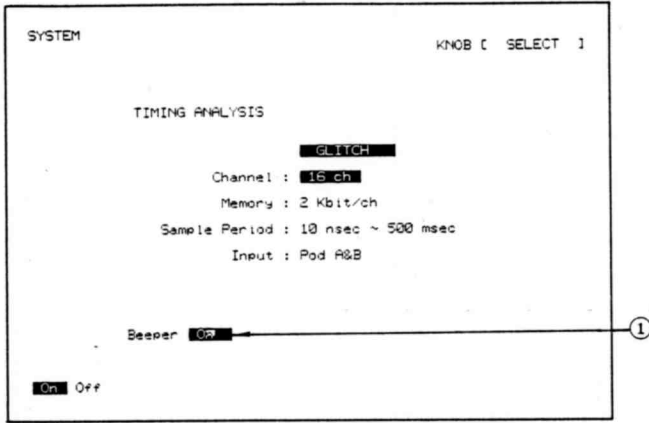 SYSTEM
KNOB [ SELECT ]
TIMING ANALYSIS
GLITCH
Channel : 16 ch
Memory : 2 Kbit/ch
Sample Period : 10 nsec ~ 500 msec
Input : Pod A&B
Beeper On
①
On Off